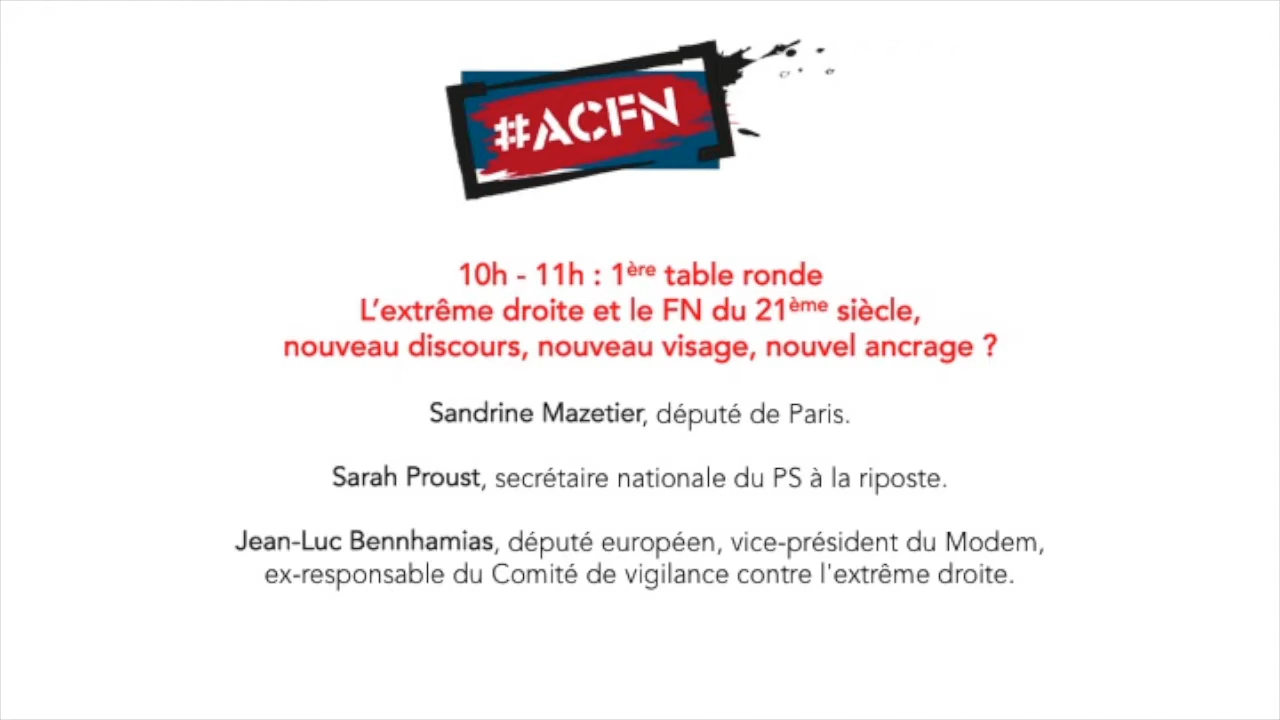 #ACFN
10h - 11h : 1ère table ronde
L’extrême droite et le FN du 21ème siècle,
nouveau discours, nouveau visage, nouvel ancrage ?
Sandrine Mazetier, député de Paris.
Sarah Proust, secrétaire nationale du PS à la riposte.
Jean-Luc Bennhamias, député européen, vice-président du Modem,
ex-responsable du Comité de vigilance contre l'extrême droite.